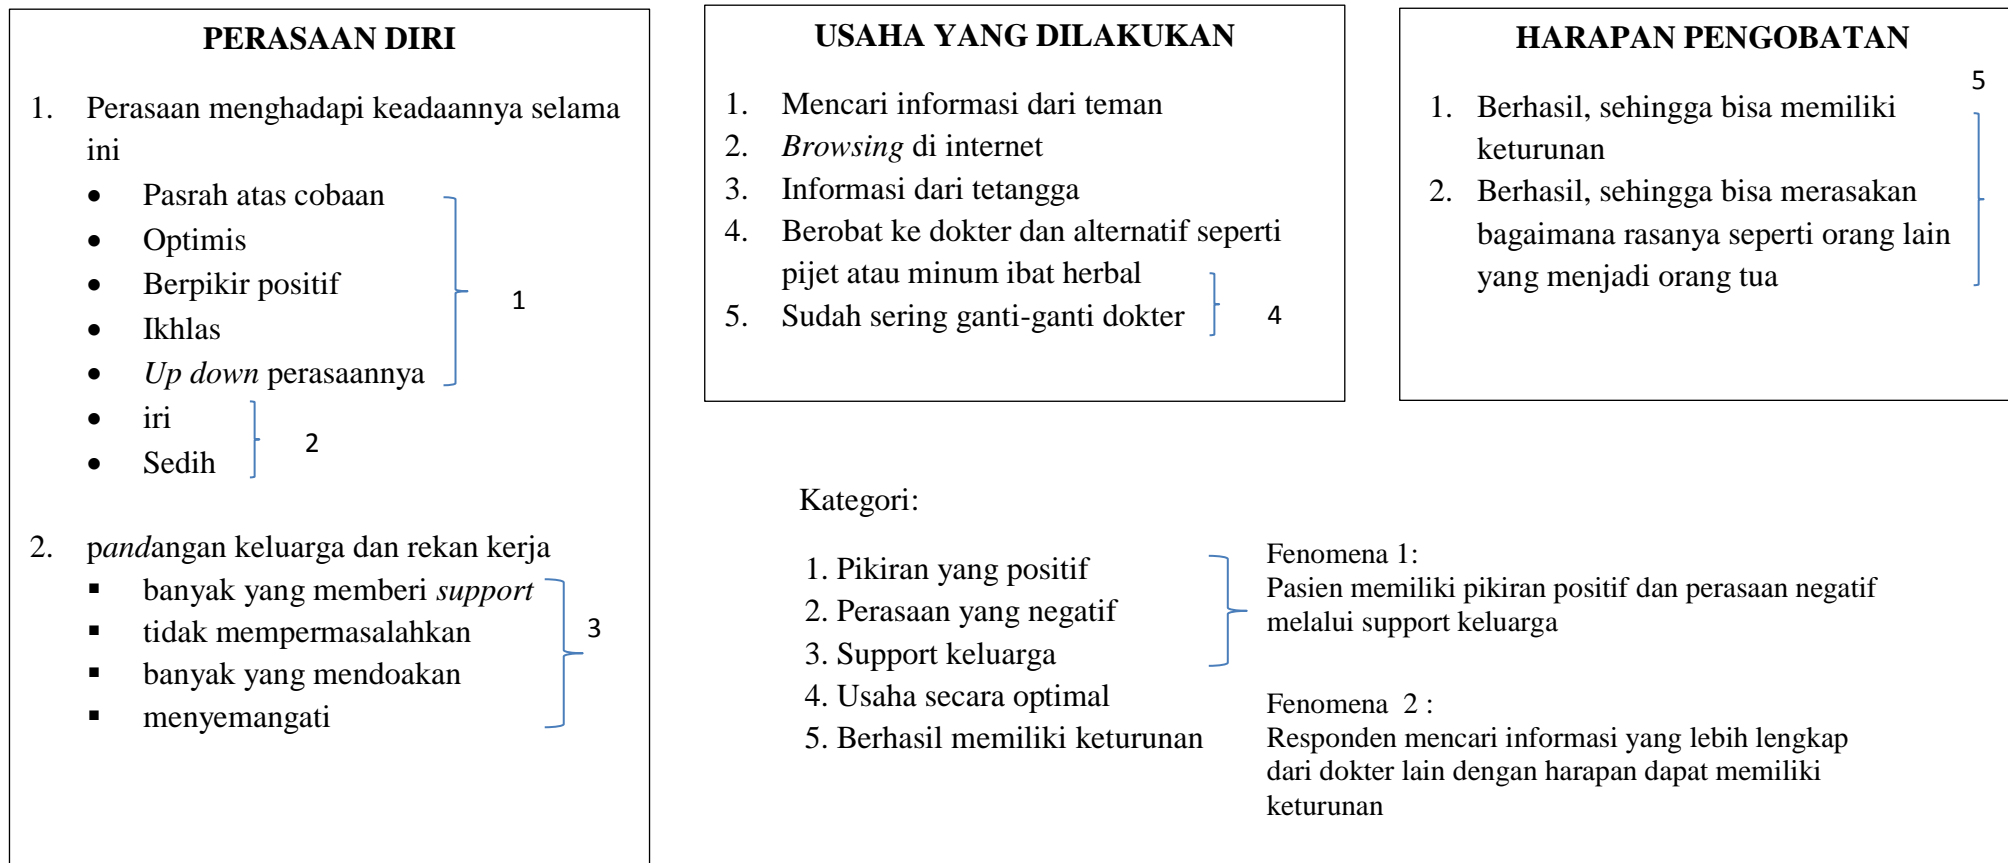 PERASAAN DIRI
1. Perasaan menghadapi keadaannya selama
ini
• Pasrah atas cobaan
• Optimis
• Berpikir positif
• Ikhlas
• Up down perasaannya
1
• iri
• Sedih
2
2. pandangan keluarga dan rekan kerja
▪ banyak yang memberi support
▪ tidak mempermasalahkan
▪ banyak yang mendoakan
▪ menyemangati
3
USAHA YANG DILAKUKAN
1. Mencari informasi dari teman
2. Browsing di internet
3. Informasi dari tetangga
4. Berobat ke dokter dan alternatif seperti
pijet atau minum ibat herbal
5. Sudah sering ganti-ganti dokter
4
HARAPAN PENGOBATAN
5
1. Berhasil, sehingga bisa memiliki
keturunan
2. Berhasil, sehingga bisa merasakan
bagaimana rasanya seperti orang lain
yang menjadi orang tua
Kategori:
1. Pikiran yang positif
2. Perasaan yang negatif
3. Support keluarga
4. Usaha secara optimal
5. Berhasil memiliki keturunan
Fenomena 1:
Pasien memiliki pikiran positif dan perasaan negatif
melalui support keluarga
Fenomena 2 :
Responden mencari informasi yang lebih lengkap
dari dokter lain dengan harapan dapat memiliki
keturunan